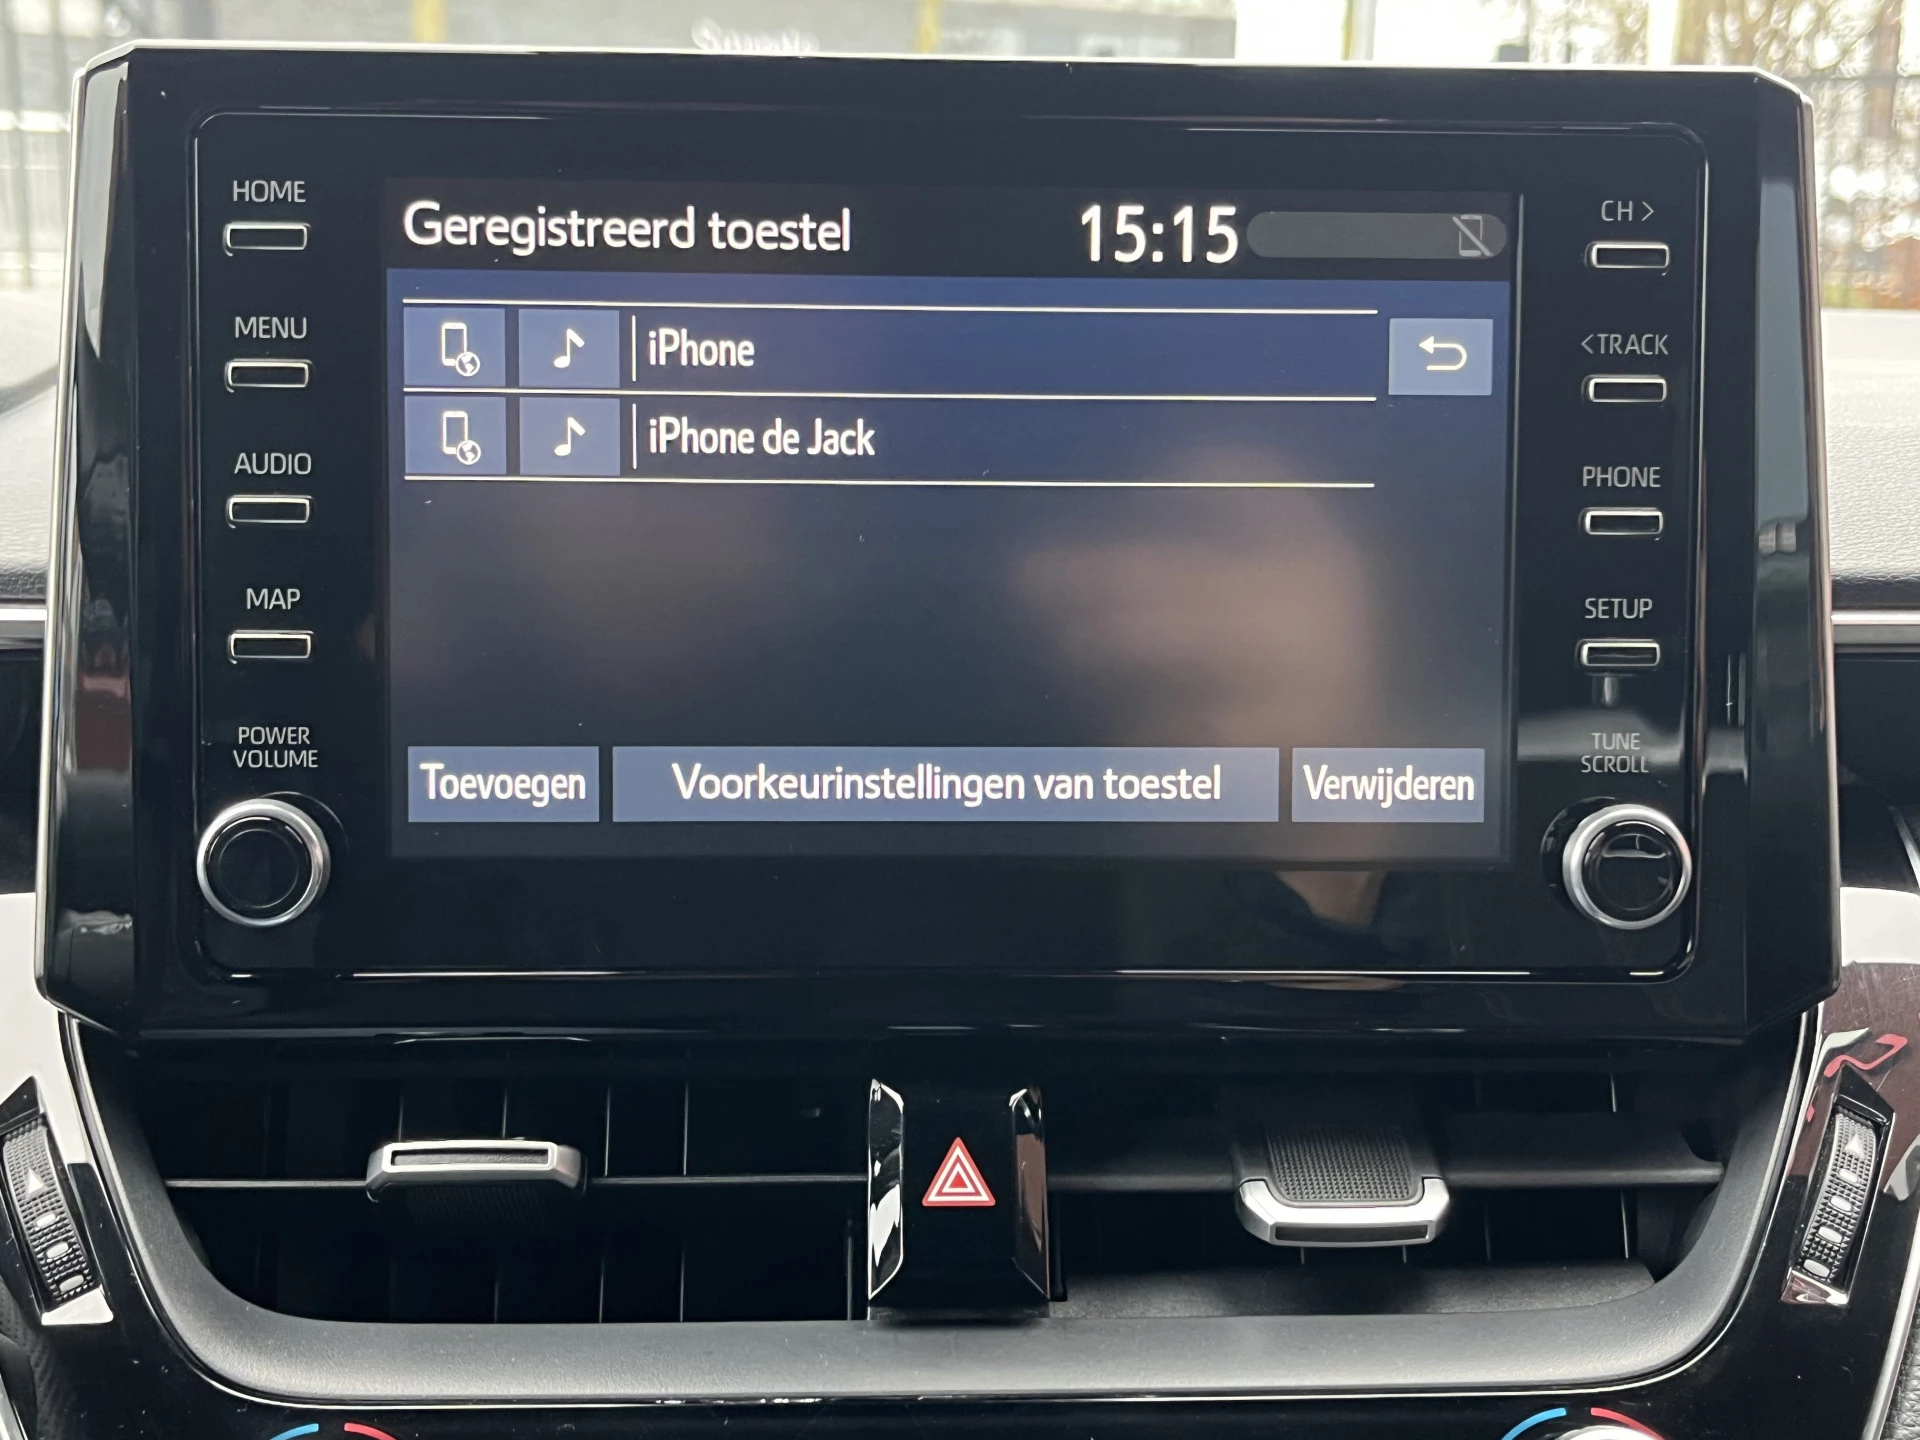 HOME
MENU
AUDIO
MAP
POWER
VOLUME
Geregistreerd toestel 15:15
iPhone
iPhone de Jack
Toevoegen Voorkeurinstellingen van toestel Verwijderen
CH >
<TRACK
PHONE
SETUP
TUNE
SCROLL